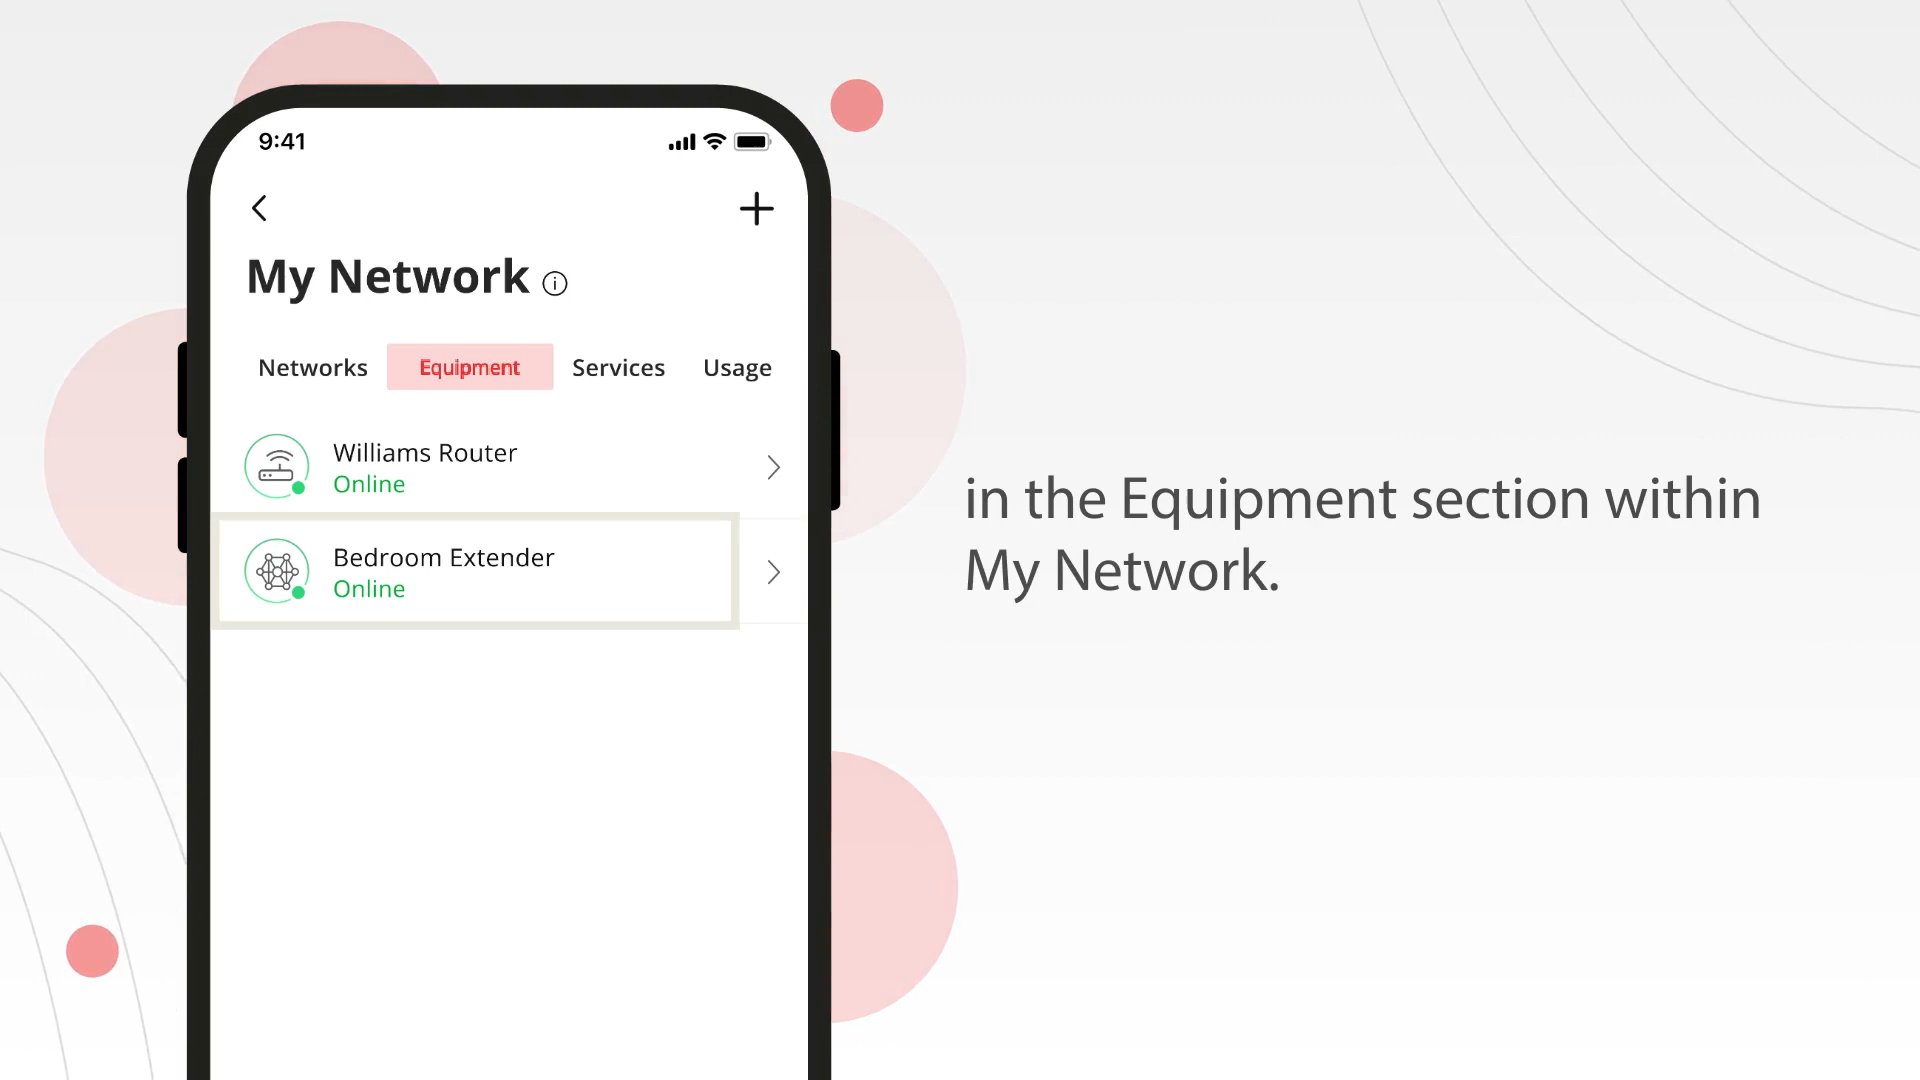 9:41
My Network
Networks Equipment Services Usage
Williams Router
Online
Bedroom Extender
Online
in the Equipment section within
My Network.